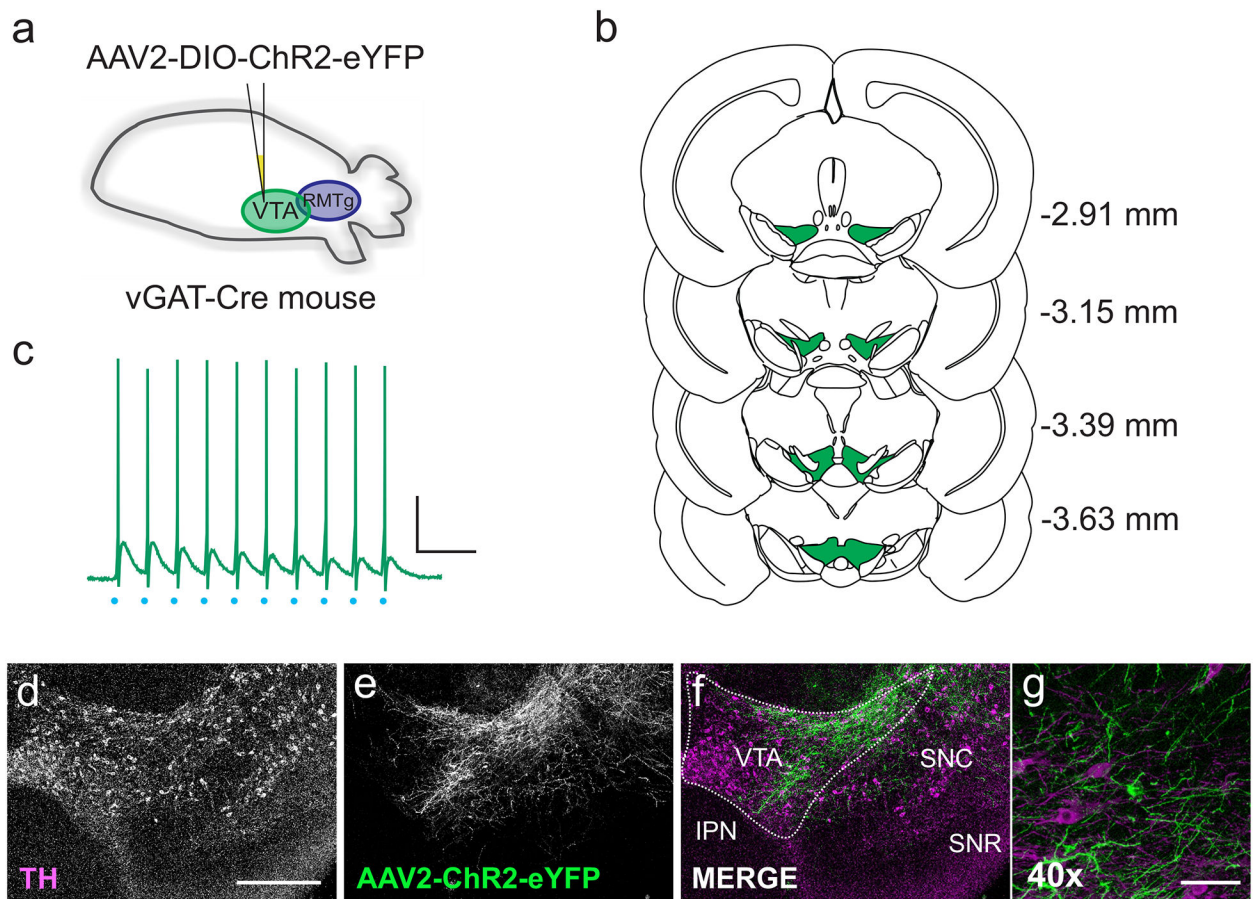 a
AAV2-DIO-ChR2-eYFP
VTA
RMTg
vGAT-Cre mouse
b
-2.91 mm
-3.15 mm
-3.39 mm
-3.63 mm
c
d
TH
e
AAV2-ChR2-eYFP
f
VTA
SNC
IPN
SNR
MERGE
g
40x